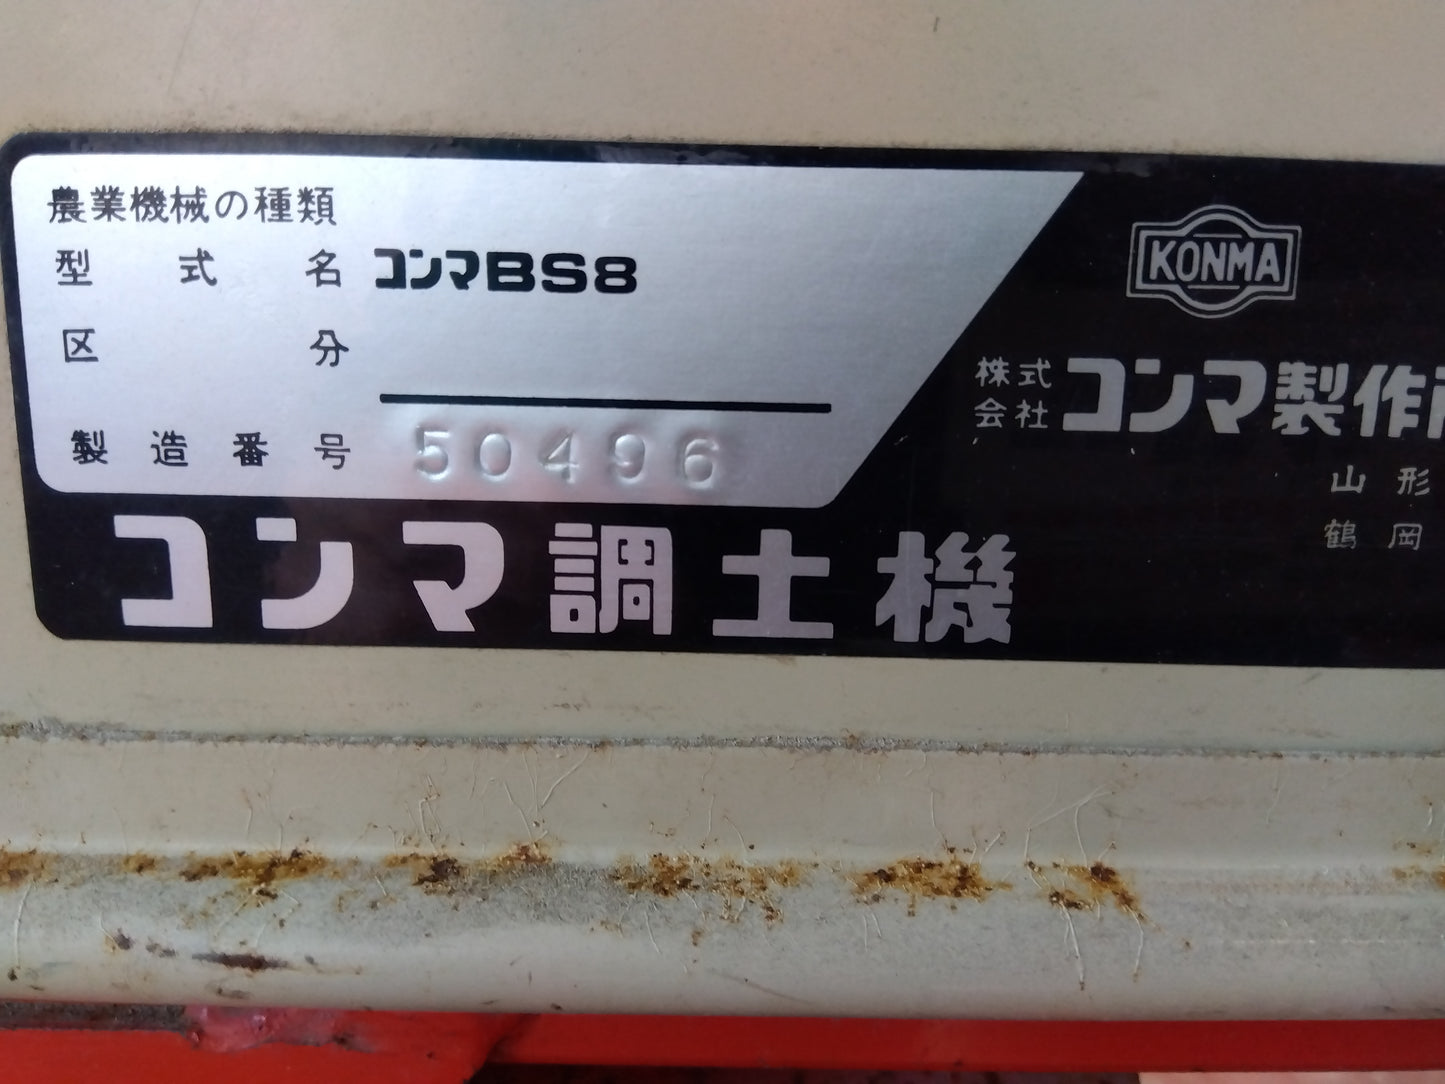 農業機械の種類
型式名 コンマBS8
区分
製造番号 50496
コンマ調土機
KONMA
株式会社 コンマ製作
山形
鶴岡